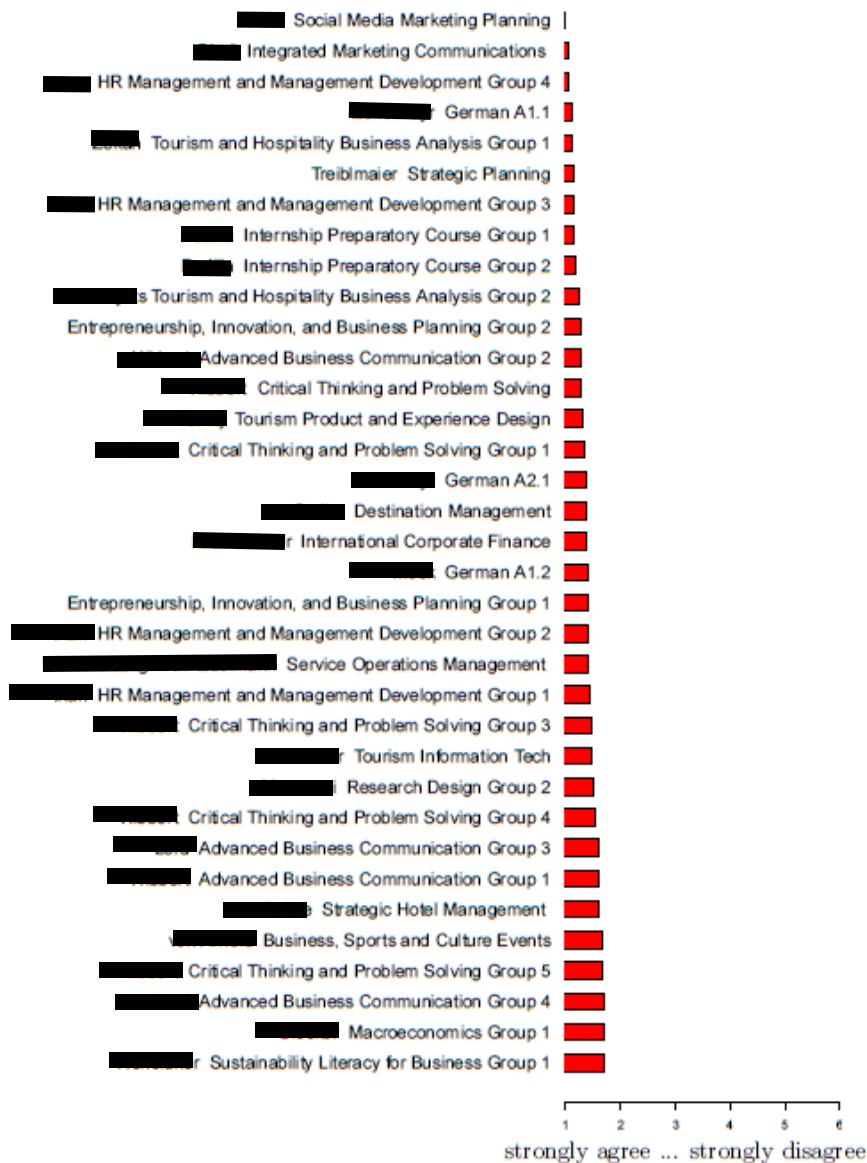 Social Media Marketing Planning
Integrated Marketing Communications
HR Management and Management Development Group 4
German A1.1
Tourism and Hospitality Business Analysis Group 1
Treiblmaier Strategic Planning
HR Management and Management Development Group 3
Internship Preparatory Course Group 1
Internship Preparatory Course Group 2
Tourism and Hospitality Business Analysis Group 2
Entrepreneurship, Innovation, and Business Planning Group 2
Advanced Business Communication Group 2
Critical Thinking and Problem Solving
Tourism Product and Experience Design
Critical Thinking and Problem Solving Group 1
German A2.1
Destination Management
International Corporate Finance
German A1.2
Entrepreneurship, Innovation, and Business Planning Group 1
HR Management and Management Development Group 2
Service Operations Management
HR Management and Management Development Group 1
Critical Thinking and Problem Solving Group 3
Tourism Information Tech
Research Design Group 2
Critical Thinking and Problem Solving Group 4
Advanced Business Communication Group 3
Advanced Business Communication Group 1
Strategic Hotel Management
Business, Sports and Culture Events
Critical Thinking and Problem Solving Group 5
Advanced Business Communication Group 4
Macroeconomics Group 1
Sustainability Literacy for Business Group 1
1 2 3 4 5 6
strongly agree ... strongly disagree